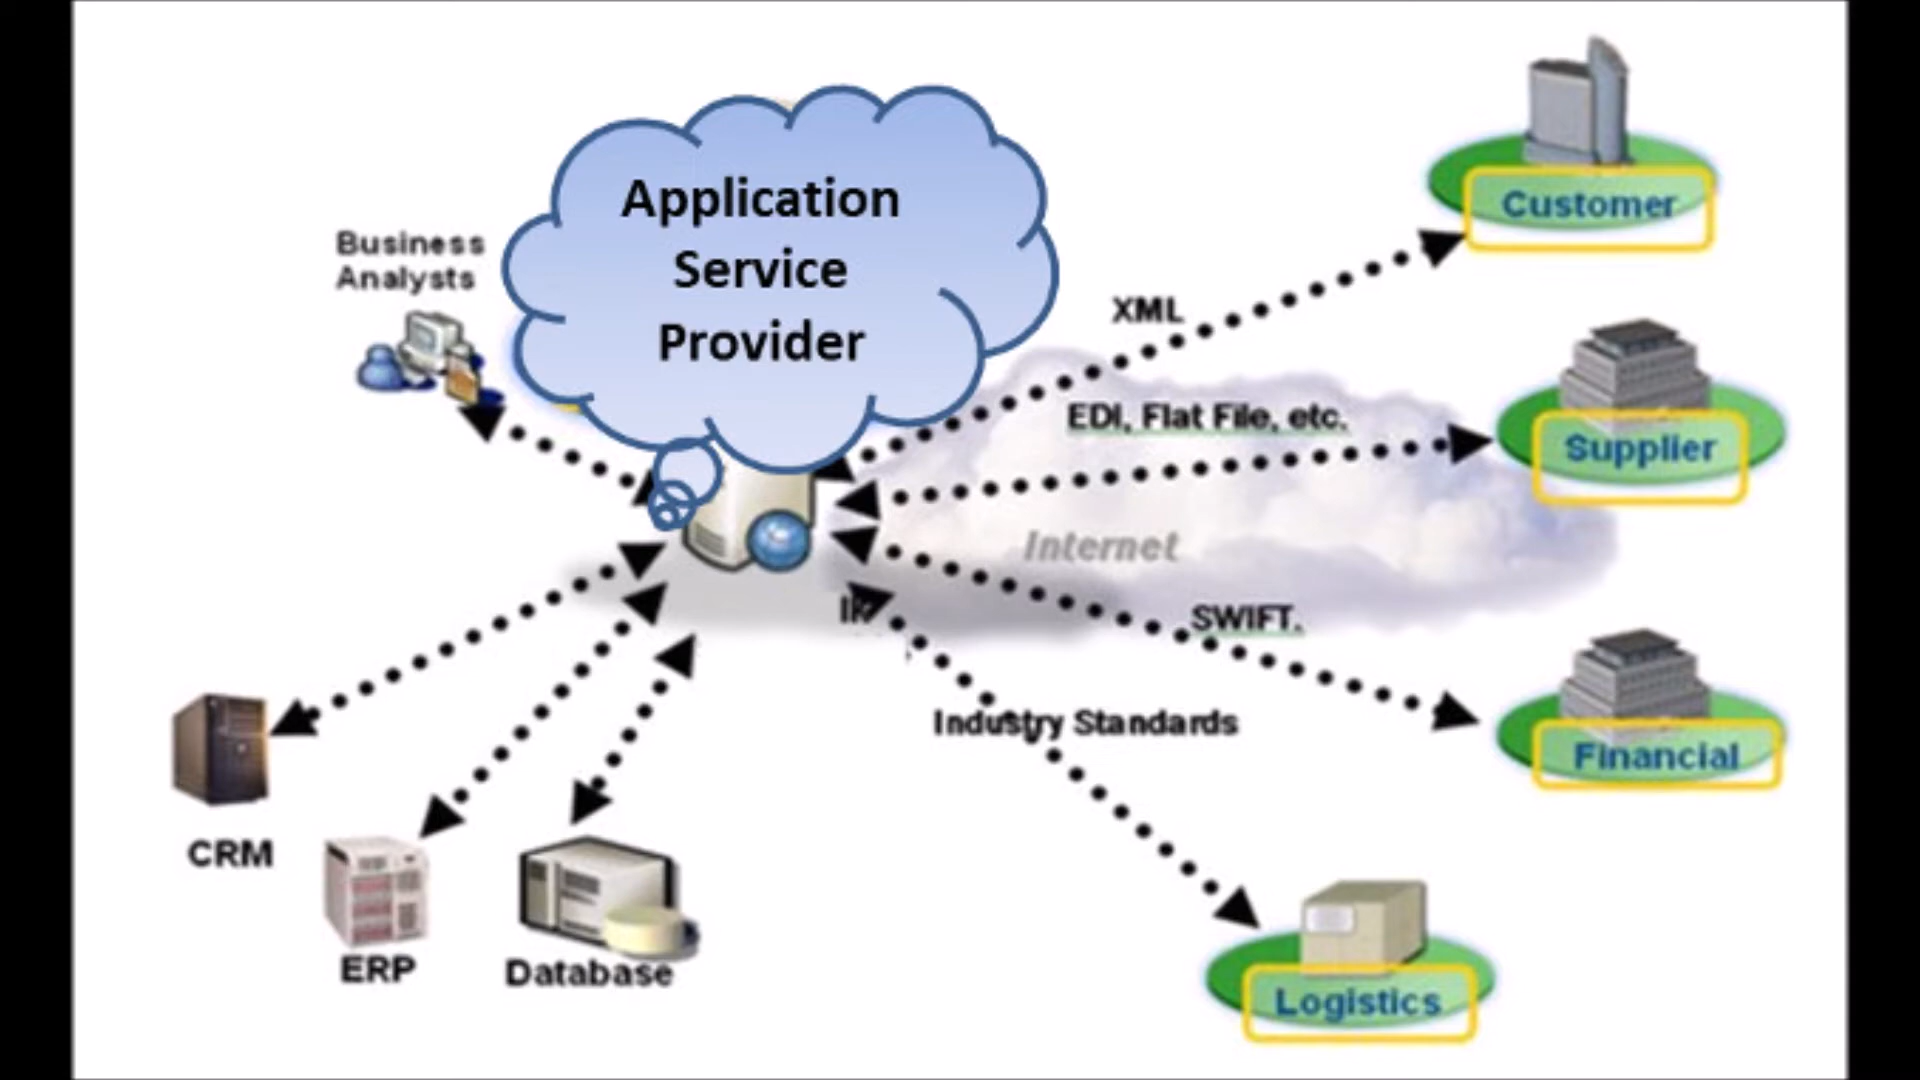 Application
Service
Provider
Business
Analysts
Customer
XML
EDI, Flat File, etc.
Supplier
Internet
SWIFT.
Industry Standards
Financial
CRM
ERP
Database
Logistics